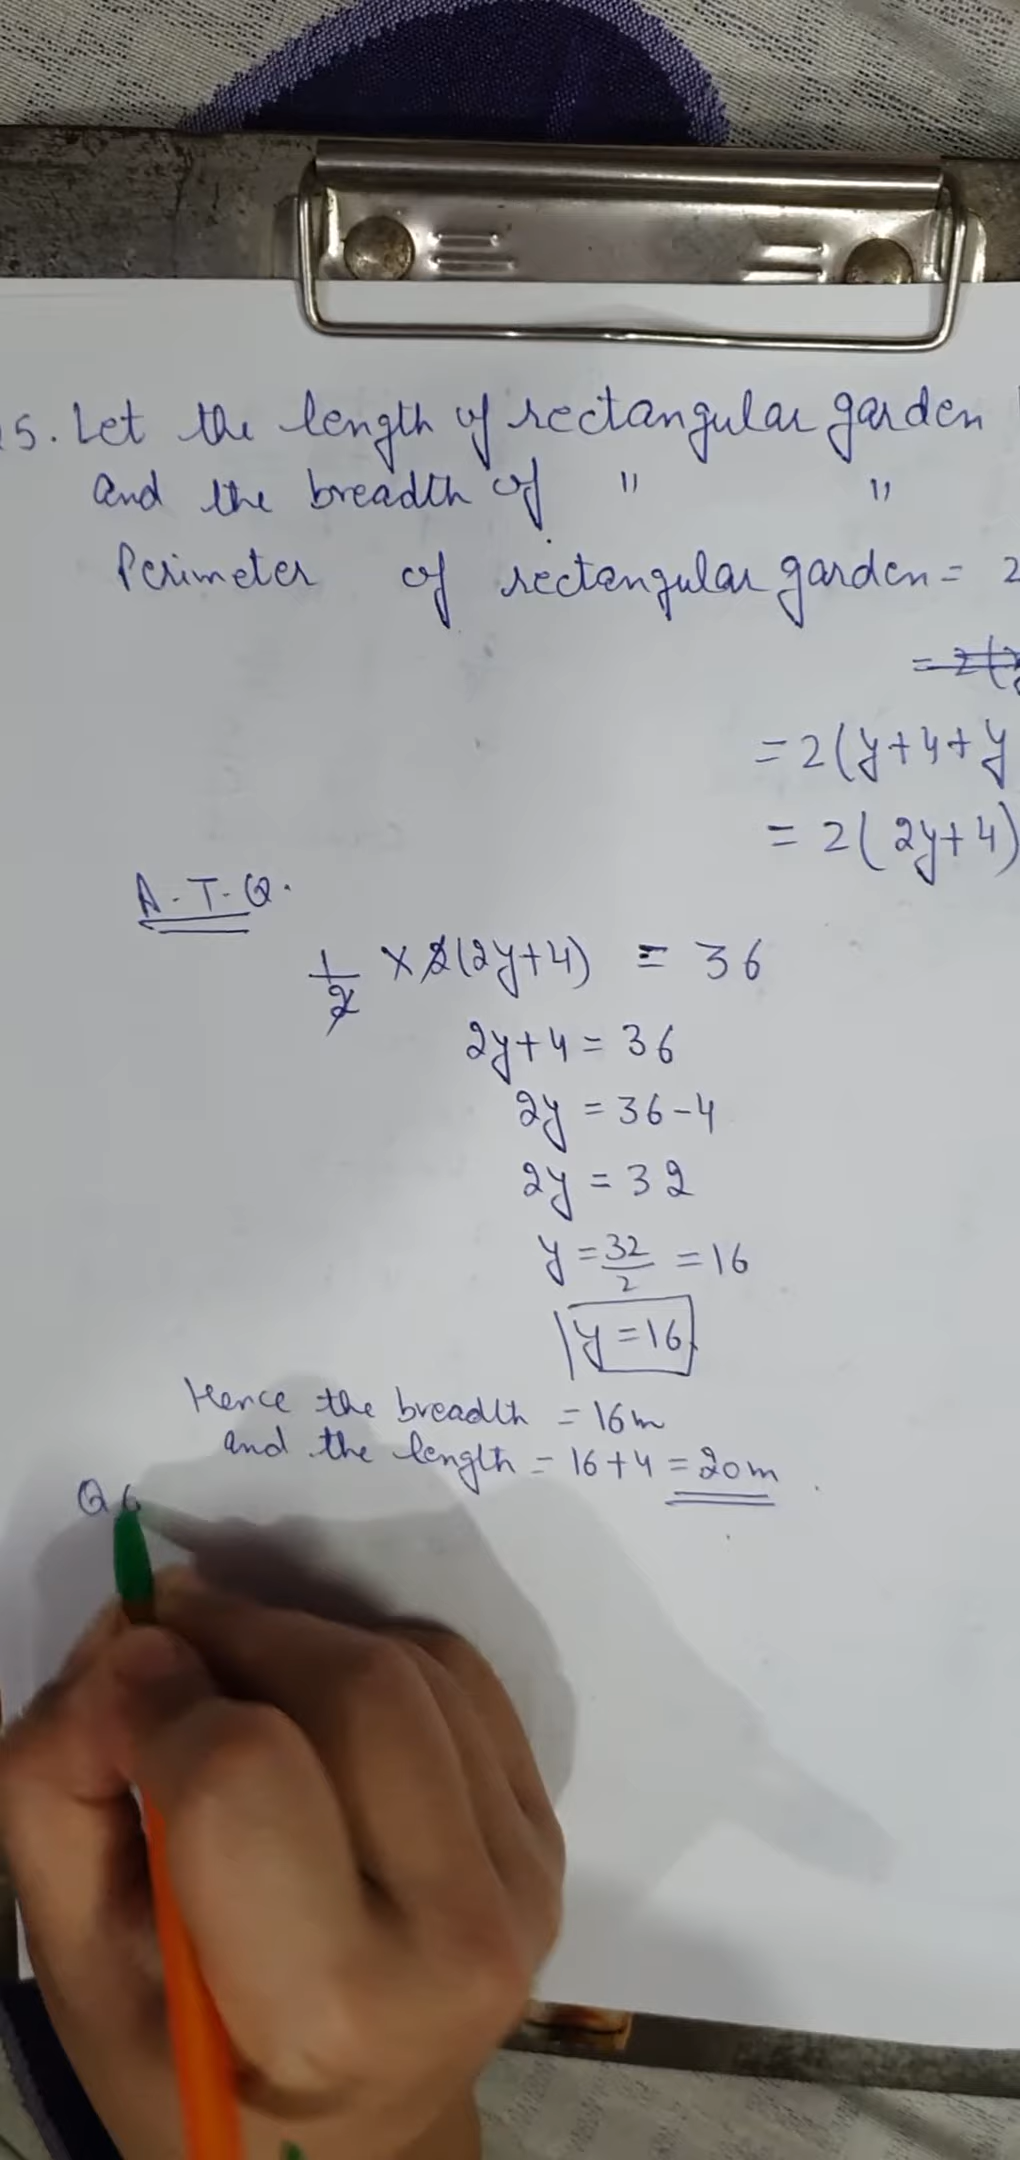 5. Let the length of rectangular garden
and the breadth of " "
Perimeter of rectangular garden = 2
= 2(
= 2(y+4+y
= 2(2y+4)
A.T.Q.
1/2 × 2(2y+4) = 36
2y+4 = 36
2y = 36-4
2y = 32
y = 32/2 = 16
y = 16
Hence the breadth = 16m
and the length = 16+4 = 20m
Q6